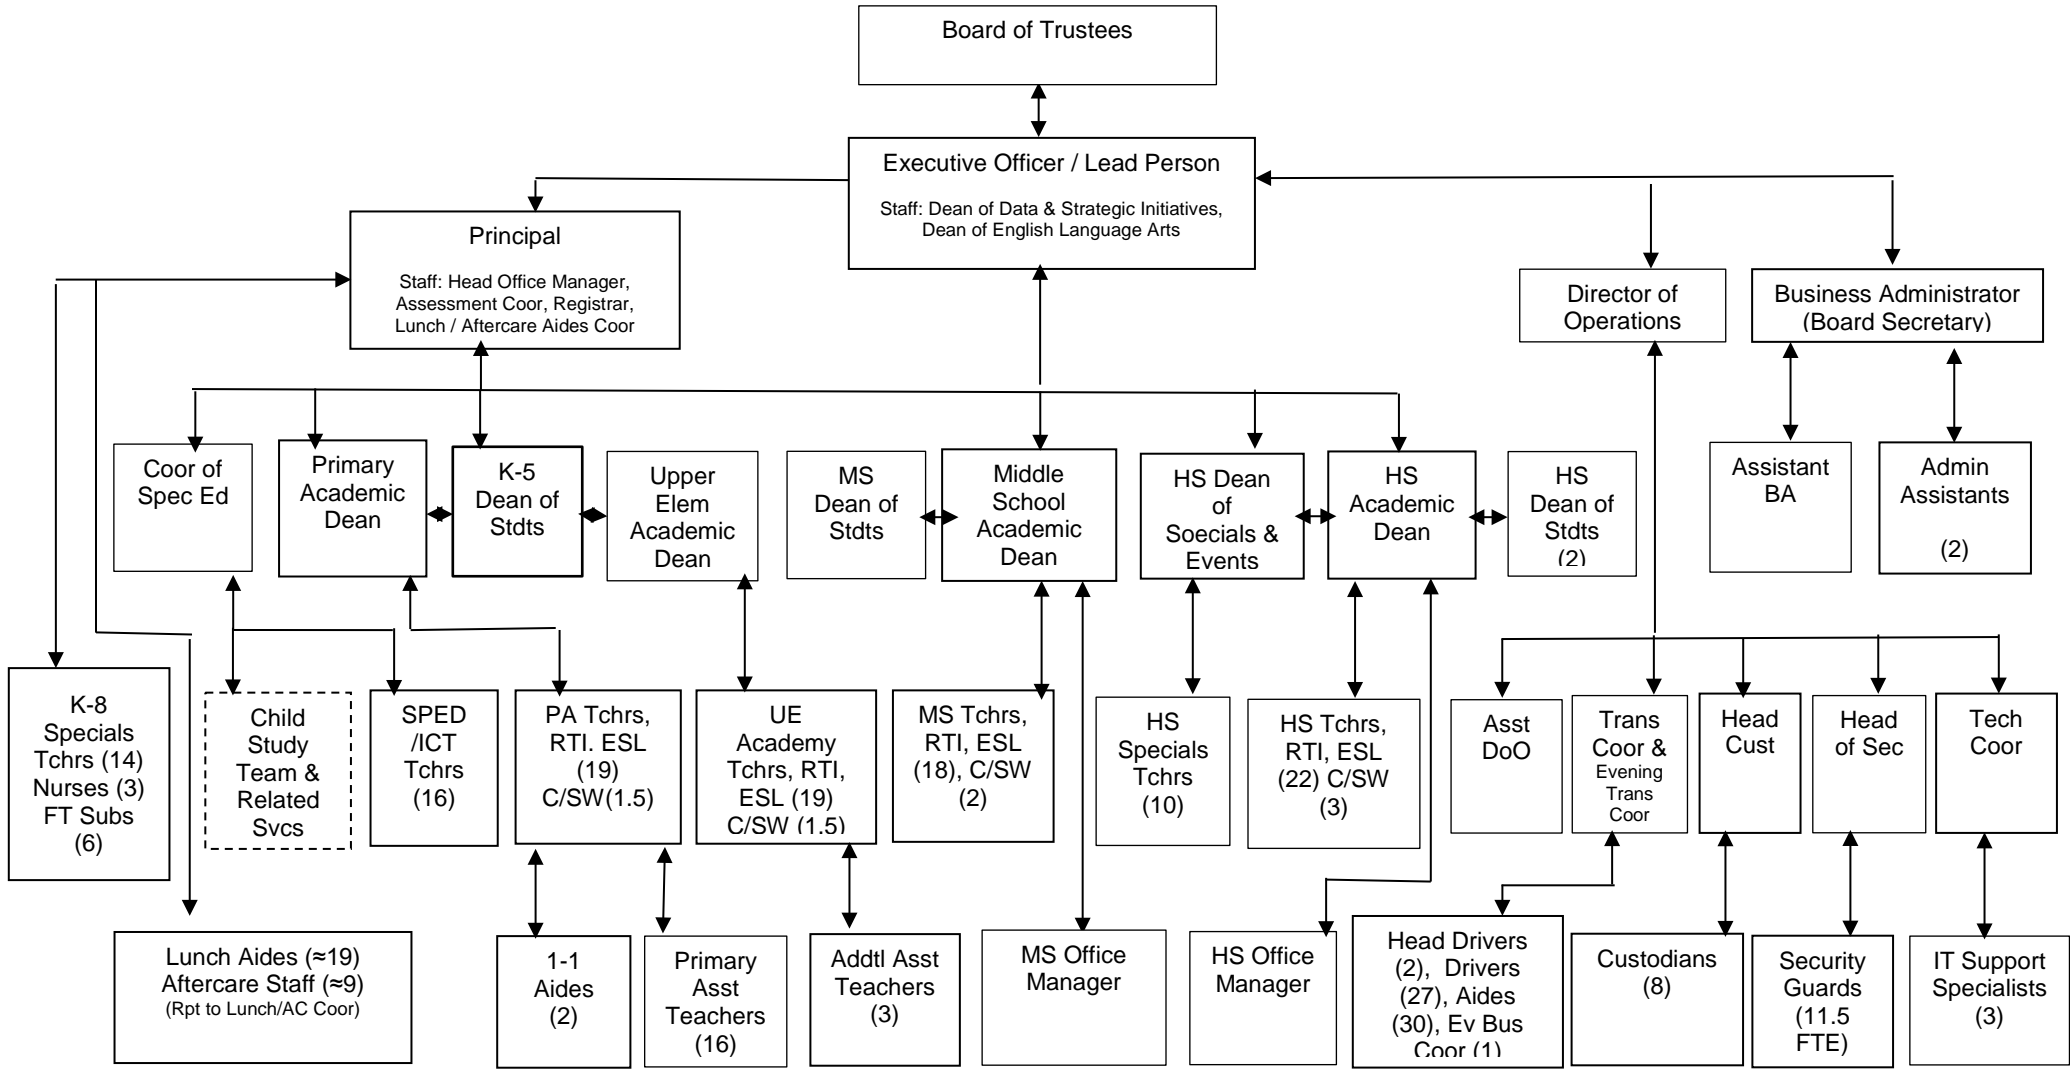 Board of Trustees
Executive Officer / Lead Person
Staff: Dean of Data & Strategic Initiatives,
Dean of English Language Arts
Principal
Staff: Head Office Manager,
Assessment Coor, Registrar,
Lunch / Aftercare Aides Coor
Director of
Operations
Business Administrator
(Board Secretary)
Coor of
Spec Ed
Primary
Academic
Dean
K-5
Dean of
Stdts
Upper
Elem
Academic
Dean
MS
Dean of
Stdts
Middle
School
Academic
Dean
HS Dean
of
Soecials &
Events
HS
Academic
Dean
HS
Dean of
Stdts
(2)
Assistant
BA
Admin
Assistants
(2)
K-8
Specials
Tchrs (14)
Nurses (3)
FT Subs
(6)
Child
Study
Team &
Related
Svcs
SPED
/ICT
Tchrs
(16)
PA Tchrs,
RTI. ESL
(19)
C/SW(1.5)
UE
Academy
Tchrs, RTI,
ESL (19)
C/SW (1.5)
MS Tchrs,
RTI, ESL
(18), C/SW
(2)
HS
Specials
Tchrs
(10)
HS Tchrs,
RTI, ESL
(22) C/SW
(3)
Asst
DoO
Trans
Coor &
Evening
Trans
Coor
Head
Cust
Head
of Sec
Tech
Coor
Lunch Aides (≈19)
Aftercare Staff (≈9)
(Rpt to Lunch/AC Coor)
1-1
Aides
(2)
Primary
Asst
Teachers
(16)
Addtl Asst
Teachers
(3)
MS Office
Manager
HS Office
Manager
Head Drivers
(2), Drivers
(27), Aides
(30), Ev Bus
Coor (1)
Custodians
(8)
Security
Guards
(11.5
FTE)
IT Support
Specialists
(3)